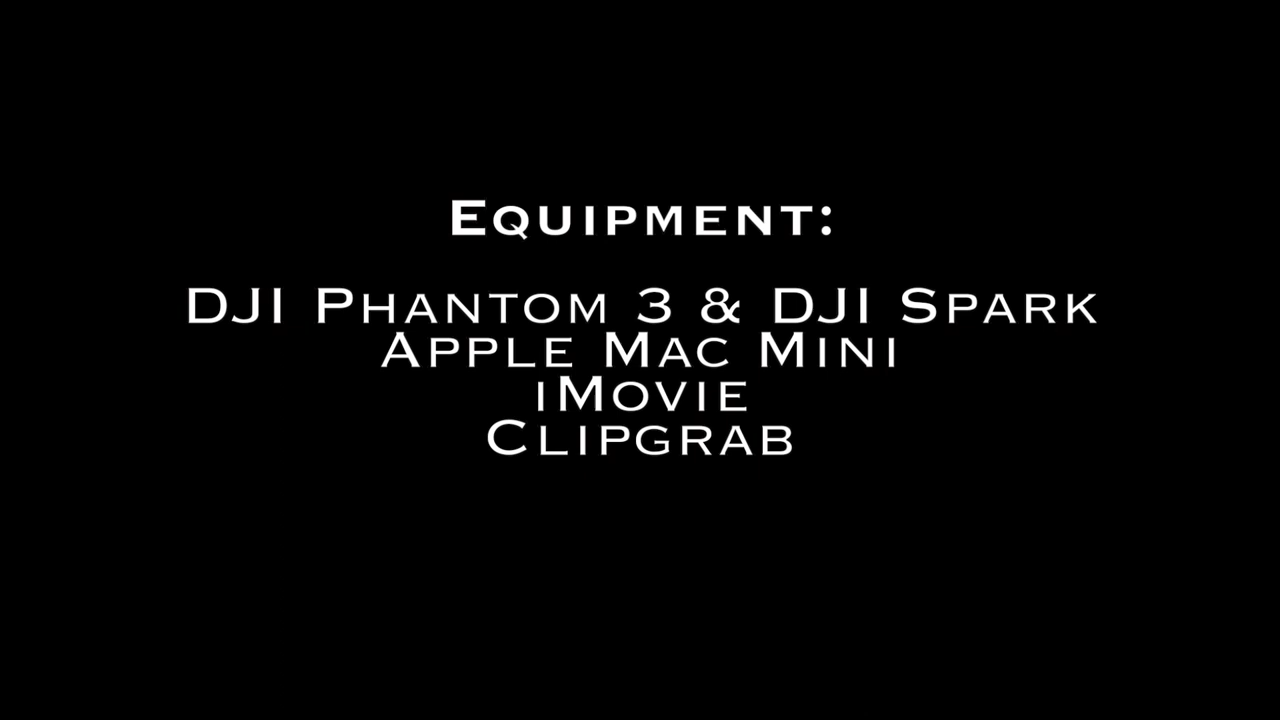 Equipment:
DJI Phantom 3 & DJI Spark
Apple Mac Mini
iMovie
Clipgrab